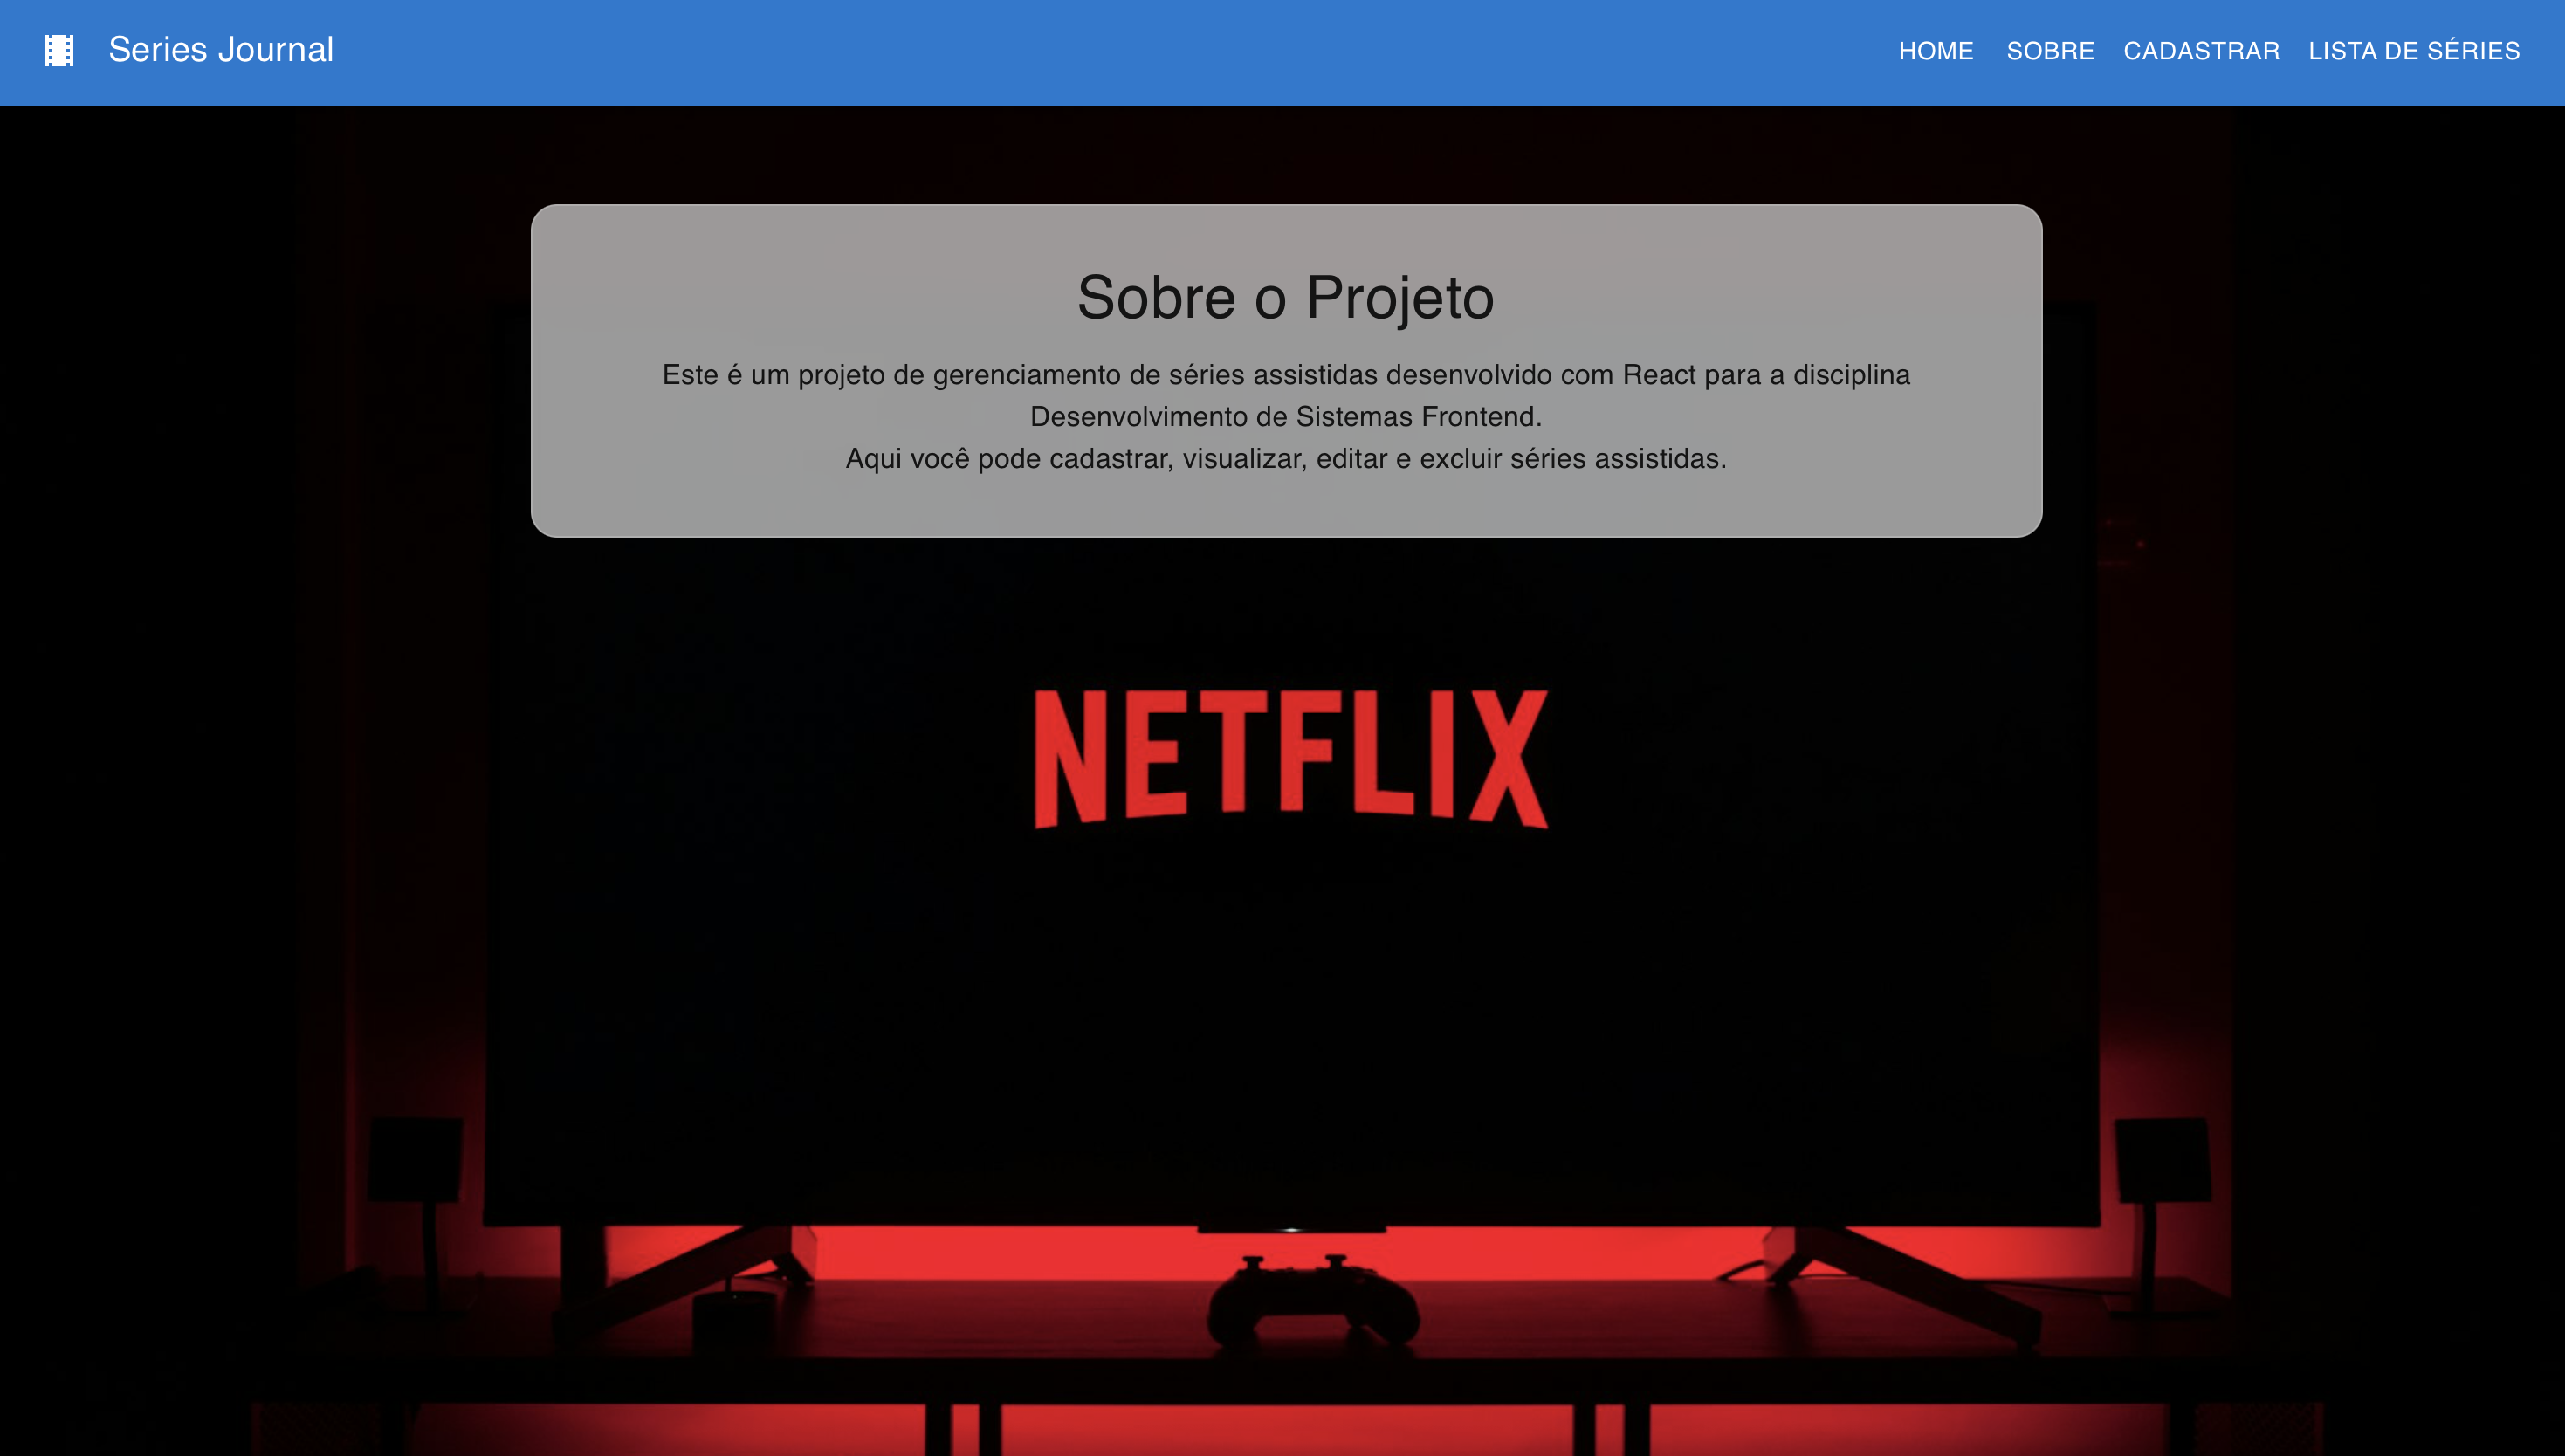 Series Journal
HOME SOBRE CADASTRAR LISTA DE SÉRIES
Sobre o Projeto
Este é um projeto de gerenciamento de séries assistidas desenvolvido com React para a disciplina
Desenvolvimento de Sistemas Frontend.
Aqui você pode cadastrar, visualizar, editar e excluir séries assistidas.
NETFLIX